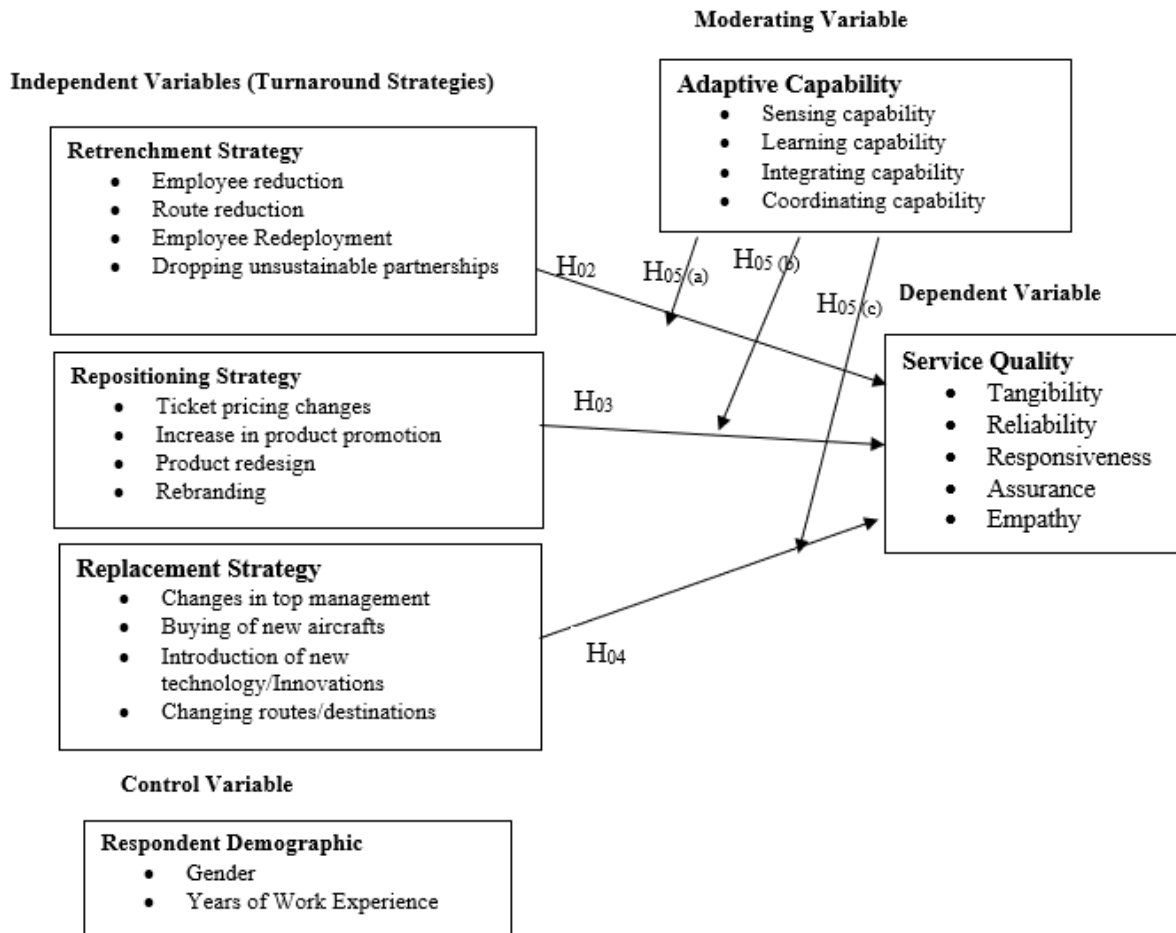 Moderating Variable
Independent Variables (Turnaround Strategies)
Adaptive Capability
• Sensing capability
• Learning capability
• Integrating capability
• Coordinating capability
Retrenchment Strategy
• Employee reduction
• Route reduction
• Employee Redeployment
• Dropping unsustainable partnerships
H02
H05 (a)
H05 (b)
H05 (c)
Dependent Variable
Service Quality
• Tangibility
• Reliability
• Responsiveness
• Assurance
• Empathy
Repositioning Strategy
• Ticket pricing changes
• Increase in product promotion
• Product redesign
• Rebranding
H03
Replacement Strategy
• Changes in top management
• Buying of new aircrafts
• Introduction of new
technology/Innovations
• Changing routes/destinations
H04
Control Variable
Respondent Demographic
• Gender
• Years of Work Experience